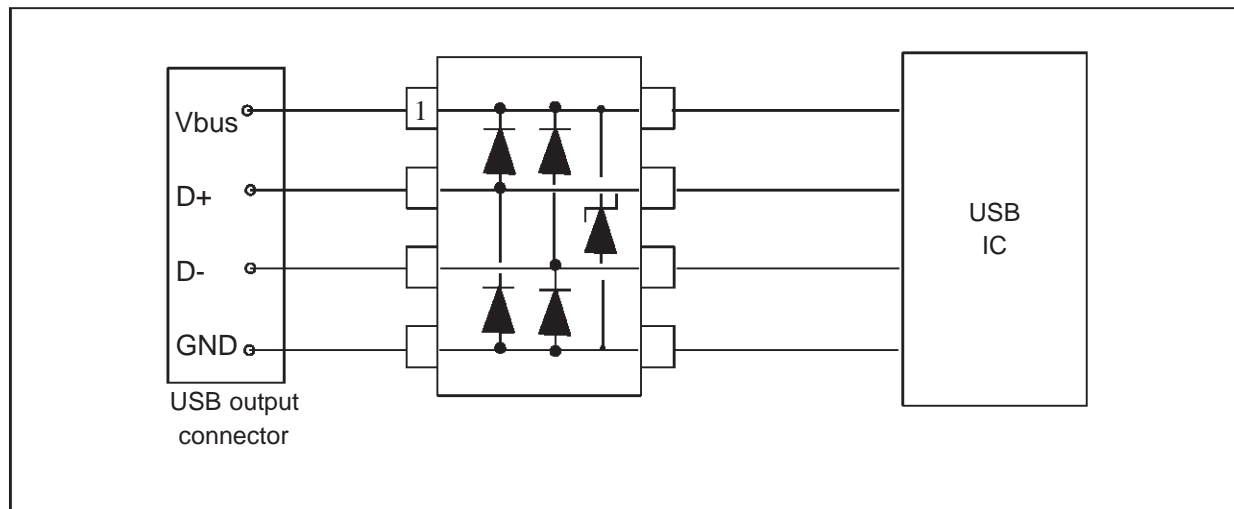 Vbus
1
D+
D-
GND
USB output
connector
USB
IC